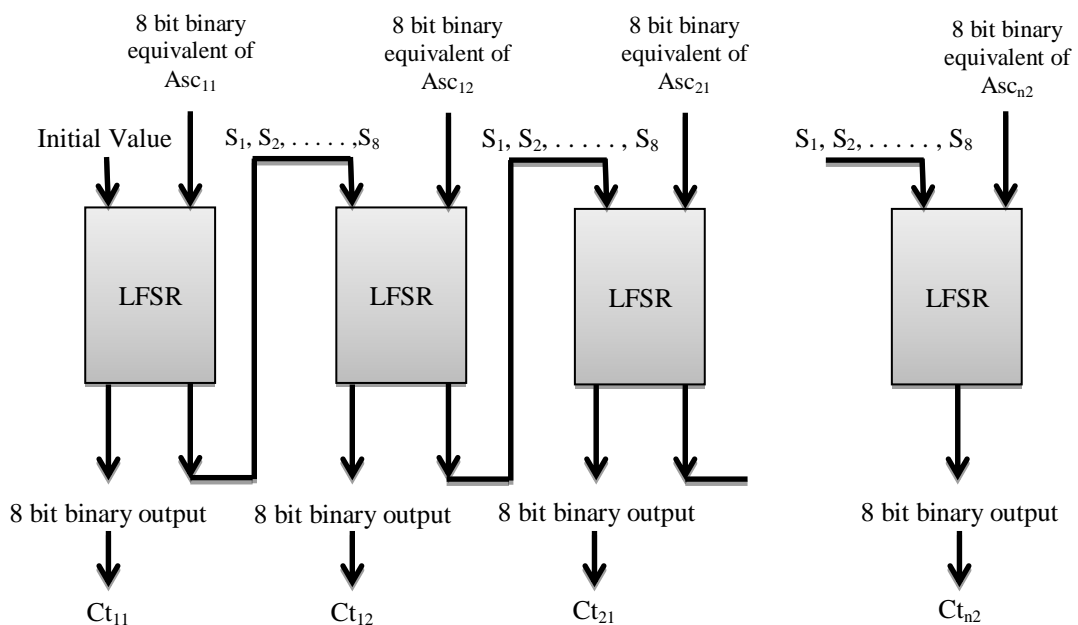 8 bit binary
equivalent of
Asc₁₁
8 bit binary
equivalent of
Asc₁₂
8 bit binary
equivalent of
Asc₂₁
8 bit binary
equivalent of
Ascₙ₂
Initial Value
S₁, S₂, . . . . . ,S₈
S₁, S₂, . . . . . , S₈
S₁, S₂, . . . . . , S₈
LFSR
LFSR
LFSR
LFSR
8 bit binary output
8 bit binary output
8 bit binary output
8 bit binary output
Ct₁₁
Ct₁₂
Ct₂₁
Ctₙ₂